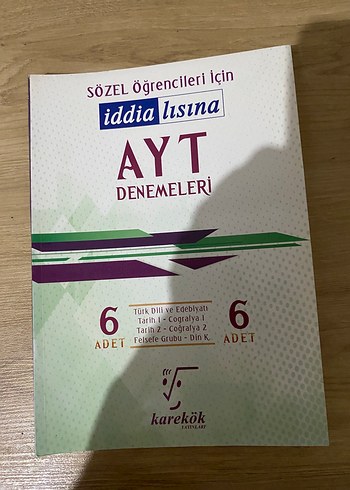 SÖZEL Öğrencileri İçin
iddia lısına
AYT
DENEMELERİ
6 ADET
Türk Dili ve Edebiyatı
Tarih 1 - Coğrafya 1
Tarih 2 - Coğrafya 2
Felsefe Grubu - Din K.
6 ADET
karekök
YAYINLARI